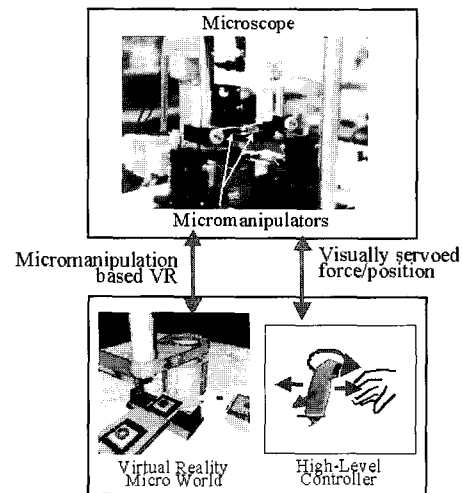 Microscope
Micromanipulators
Micromanipulation
based VR
Visually servoed
force/position
Virtual Reality
Micro World
High-Level
Controller